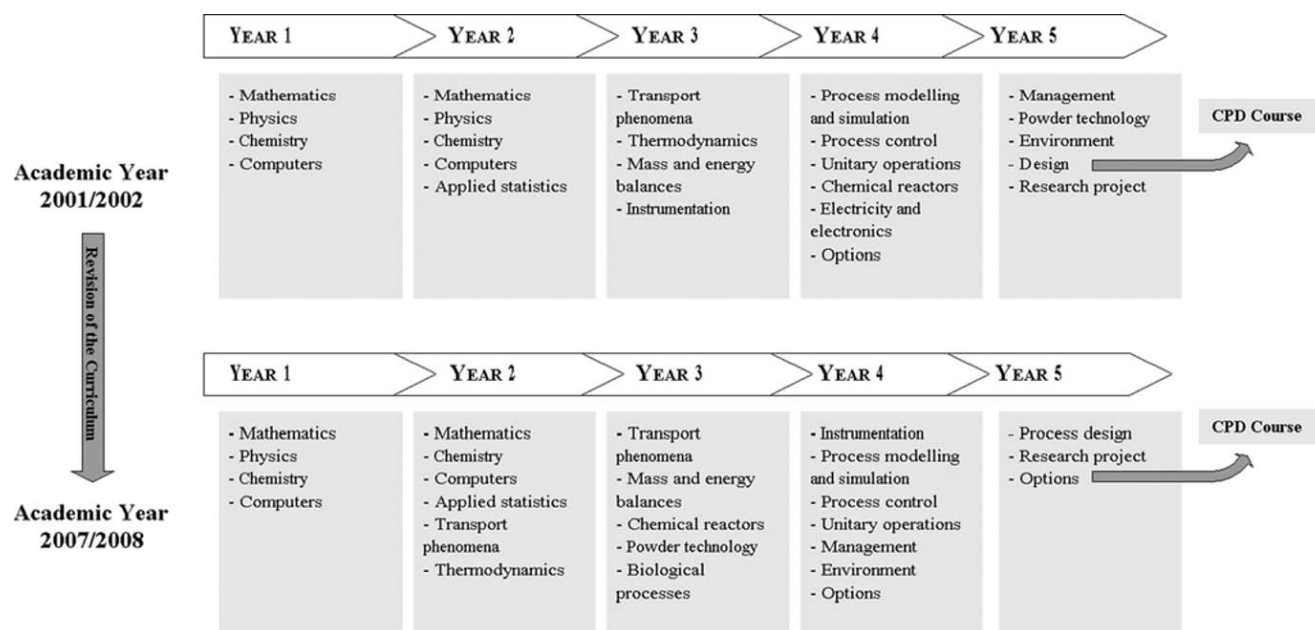 YEAR 1
YEAR 2
YEAR 3
YEAR 4
YEAR 5
Academic Year
2001/2002
- Mathematics
- Physics
- Chemistry
- Computers
- Mathematics
- Physics
- Chemistry
- Computers
- Applied statistics
- Transport
phenomena
- Thermodynamics
- Mass and energy
balances
- Instrumentation
- Process modelling
and simulation
- Process control
- Unitary operations
- Chemical reactors
- Electricity and
electronics
- Options
- Management
- Powder technology
- Environment
- Design
- Research project
CPD Course
Revision of the Curriculum
YEAR 1
YEAR 2
YEAR 3
YEAR 4
YEAR 5
Academic Year
2007/2008
- Mathematics
- Physics
- Chemistry
- Computers
- Mathematics
- Chemistry
- Computers
- Applied statistics
- Transport
phenomena
- Thermodynamics
- Transport
phenomena
- Mass and energy
balances
- Chemical reactors
- Powder technology
- Biological
processes
- Instrumentation
- Process modelling
and simulation
- Process control
- Unitary operations
- Management
- Environment
- Options
- Process design
- Research project
- Options
CPD Course